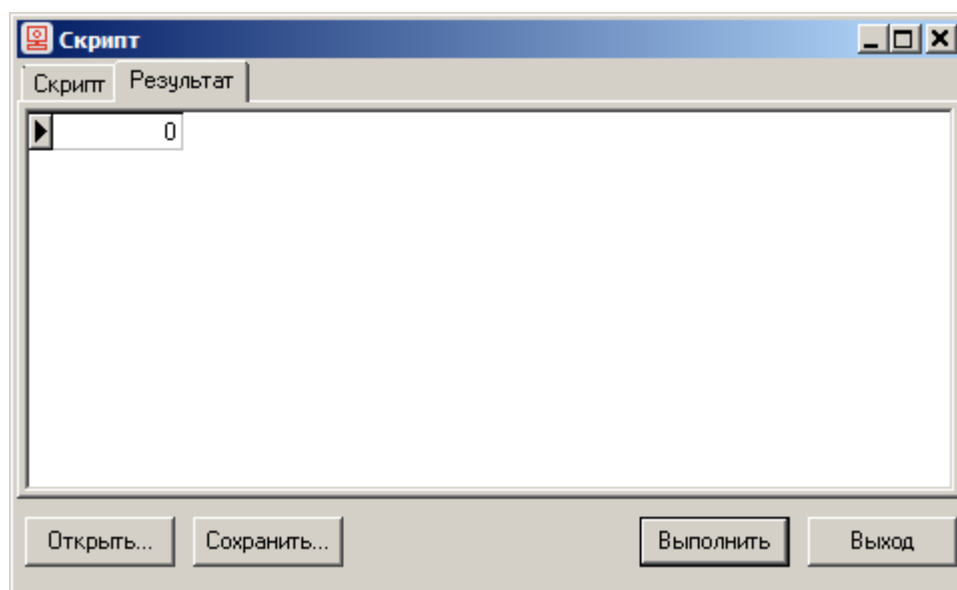 Скрипт
Скрипт Результат
0
Открыть... Сохранить... Выполнить Выход